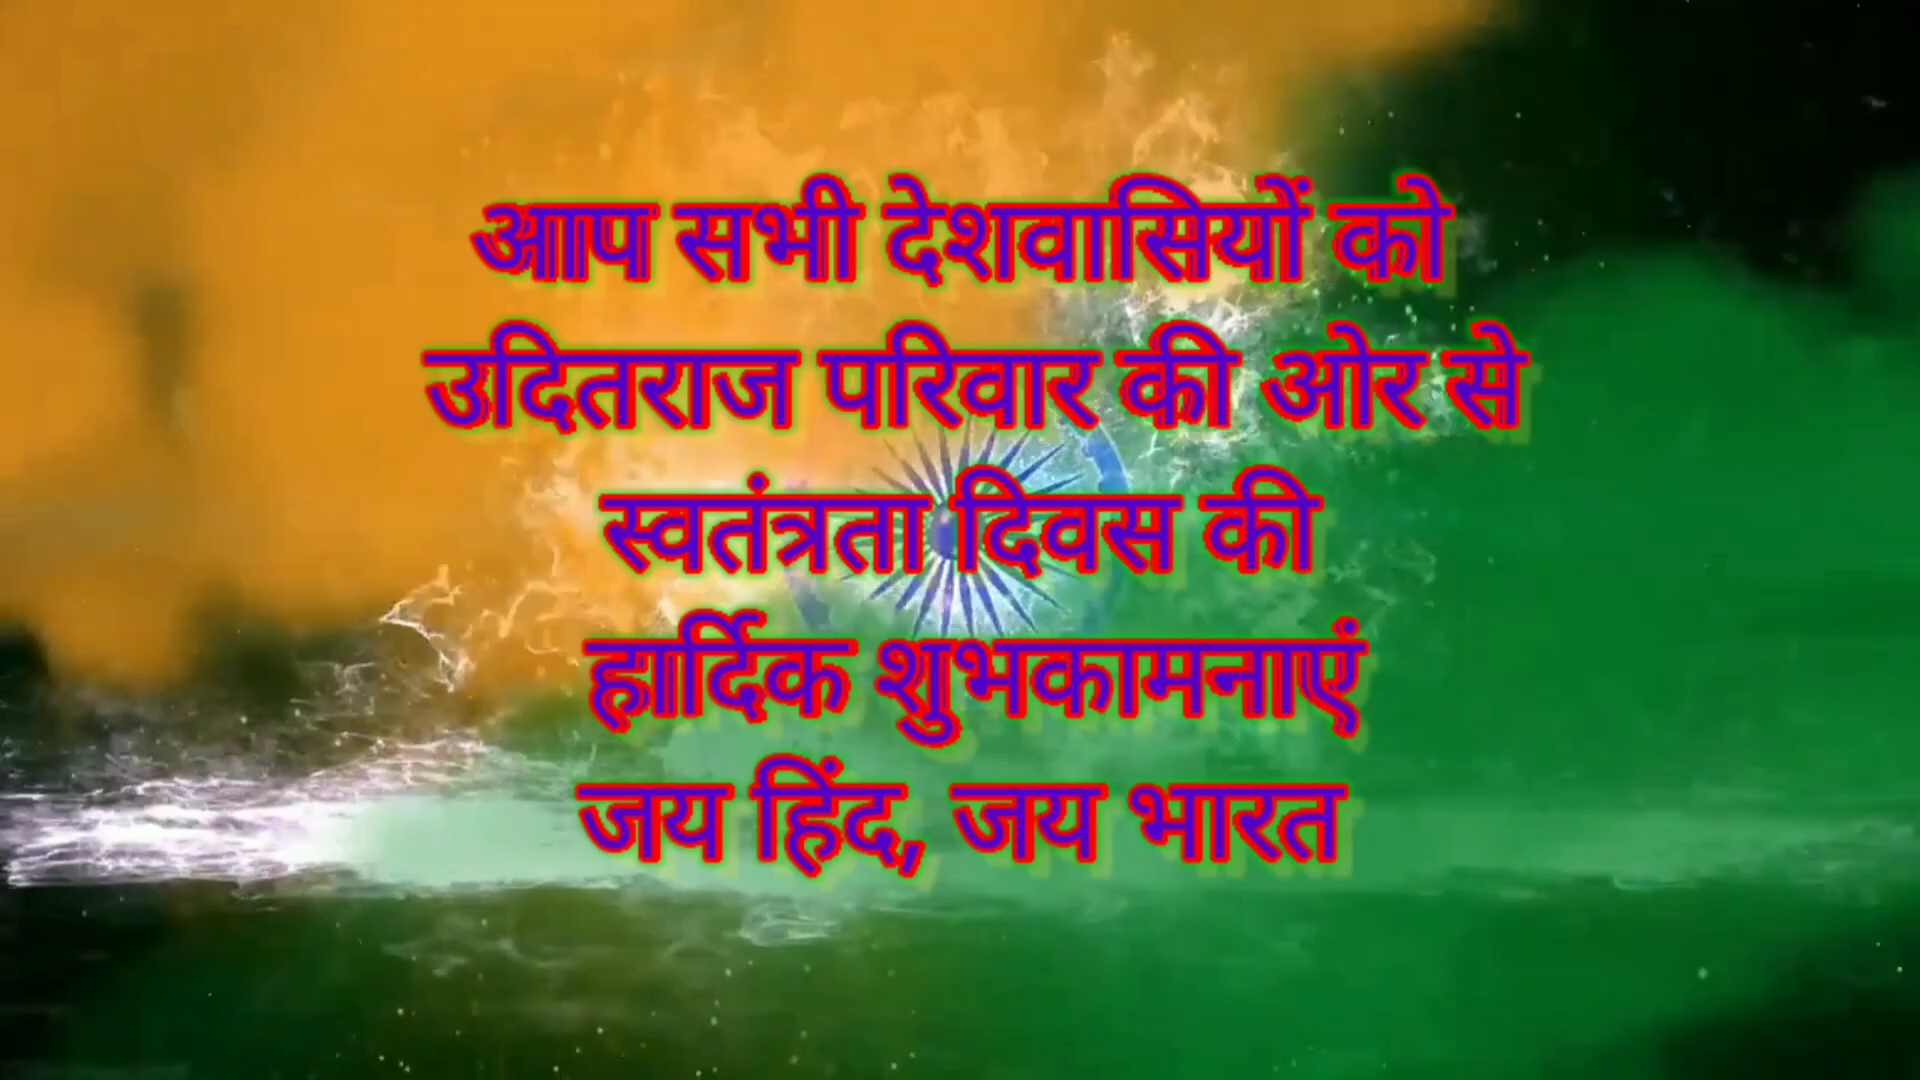 आप सभी देशवासियों को
उदितराज परिवार की ओर से
स्वतंत्रता दिवस की
हार्दिक शुभकामनाएं
जय हिंद, जय भारत